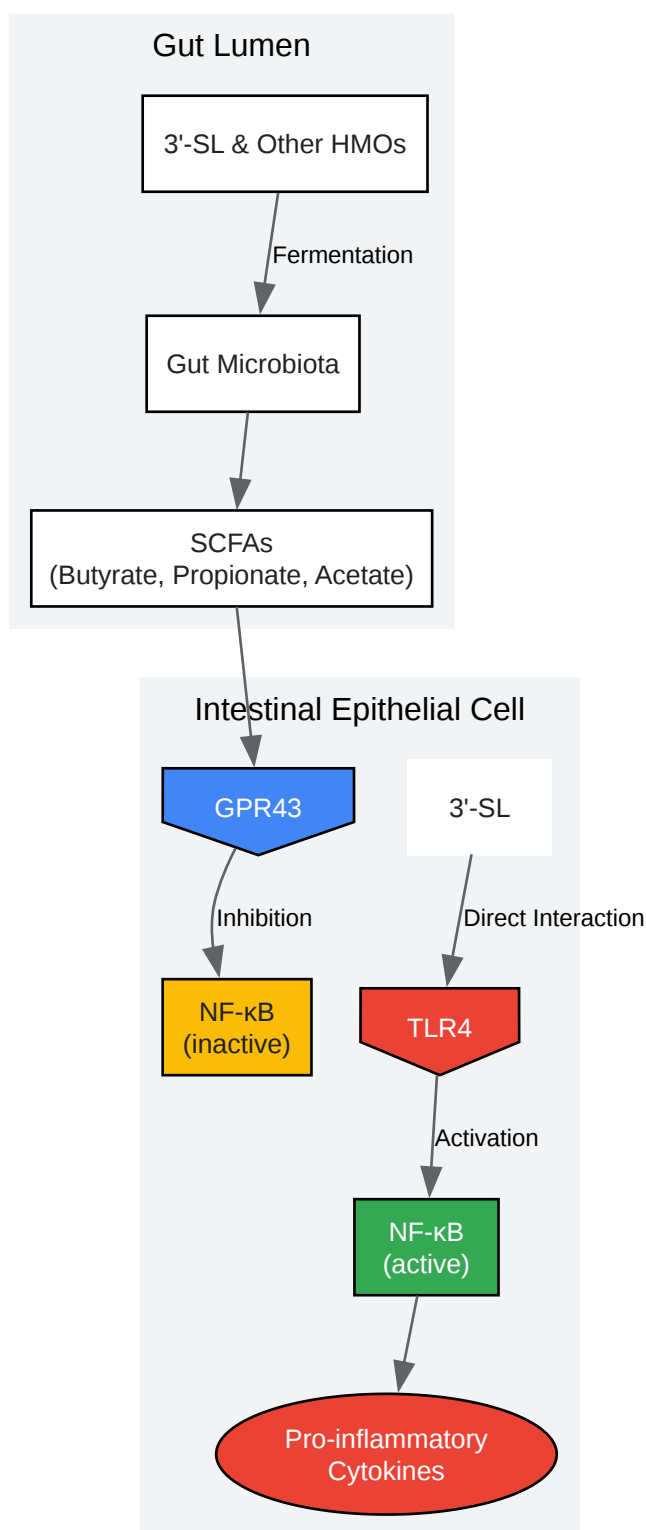 Gut Lumen
3'-SL & Other HMOs
Fermentation
Gut Microbiota
SCFAs
(Butyrate, Propionate, Acetate)
Intestinal Epithelial Cell
GPR43
3'-SL
Inhibition
Direct Interaction
NF-κB
(inactive)
TLR4
Activation
NF-κB
(active)
Pro-inflammatory
Cytokines